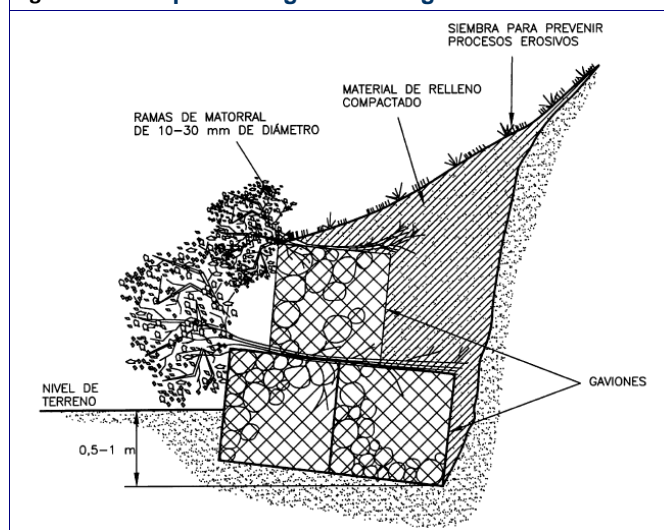 SIEMBRA PARA PREVENIR
PROCESOS EROSIVOS
MATERIAL DE RELLENO
COMPACTADO
RAMAS DE MATORRAL
DE 10-30 mm DE DIÁMETRO
GAVIONES
NIVEL DE
TERRENO
0,5-1 m